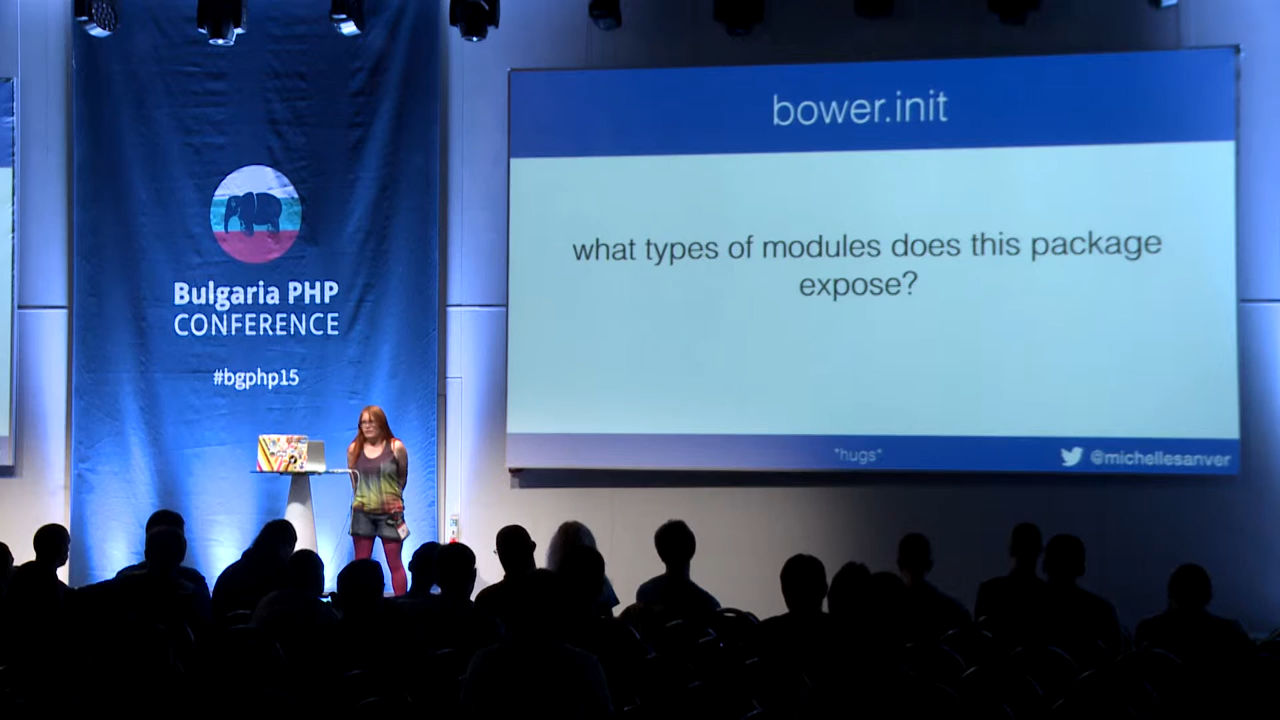 bower.init
what types of modules does this package
expose?
*hugs*
@michellesanver
Bulgaria PHP
CONFERENCE
#bgphp15